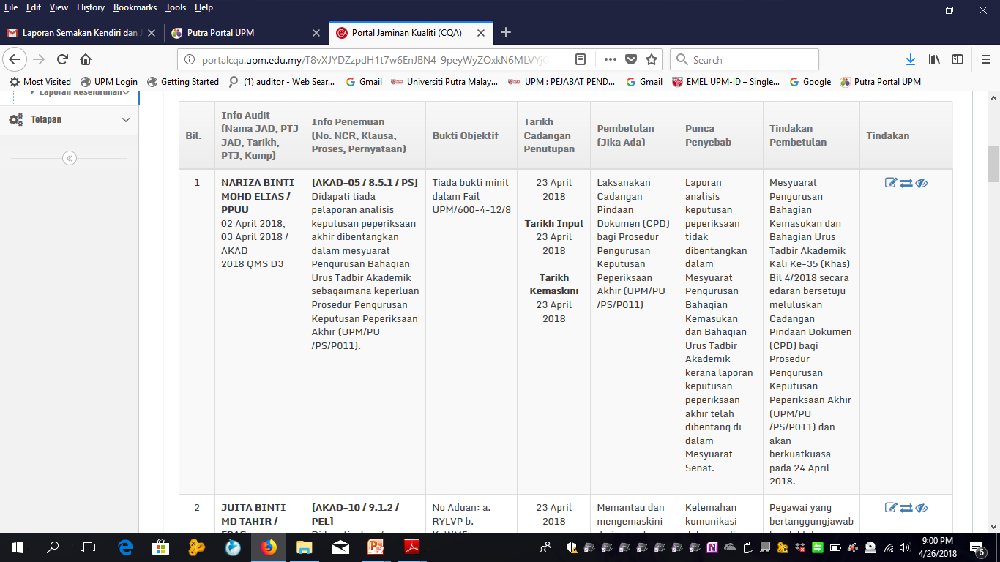 File Edit View History Bookmarks Tools Help
Laporan Semakan Kendiri dan
Putra Portal UPM
Portal Jaminan Kualiti (CQA)
Search
Most Visited
UPM Login
Getting Started
(1) auditor - Web Sear...
Gmail
Universiti Putra Malay...
UPM : PEJABAT PEND...
Gmail
EMEL UPM-ID – Single...
Google
Putra Portal UPM
Laporan Keseluruhan
Tetapan
Bil.
Info Audit
(Nama JAD, PTJ
JAD, Tarikh,
PTJ, Kump)
Info Penemuan
(No. NCR, Klausa,
Proses, Pernyataan)
Bukti Objektif
Tarikh
Cadangan
Penutupan
Pembetulan
(Jika Ada)
Punca
Penyebab
Tindakan
Pembetulan
Tindakan
1
NARIZA BINTI
MOHD ELIAS /
PPUU
02 April 2018,
03 April 2018 /
AKAD
2018 QMS D3
[AKAD-05 / 8.5.1 / PS]
Didapati tiada
pelaporan analisis
keputusan peperiksaan
akhir dibentangkan
dalam mesyuarat
Pengurusan Bahagian
Urus Tadbir Akademik
sebagaimana keperluan
Prosedur Pengurusan
Keputusan Peperiksaan
Akhir (UPM/PU
/PS/P011).
Tiada bukti minit
dalam Fail
UPM/600-4-12/8
23 April
2018
Tarikh Input
23 April
2018
Tarikh
Kemaskini
23 April
2018
Laksanakan
Cadangan
Pindaan
Dokumen (CPD)
bagi Prosedur
Pengurusan
Keputusan
Peperiksaan
Akhir (UPM/PU
/PS/P011)
Laporan
analisis
keputusan
peperiksaan
tidak
dibentangkan
dalam
Mesyuarat
Pengurusan
Bahagian
Kemasukan
dan Bahagian
Urus Tadbir
Akademik
kerana laporan
keputusan
peperiksaan
akhir telah
dibentang di
dalam
Mesyuarat
Senat.
Mesyuarat
Pengurusan
Bahagian
Kemasukan dan
Bahagian Urus
Tadbir Akademik
Kali Ke-35 (Khas)
Bil 4/2018 secara
edaran bersetuju
meluluskan
Cadangan
Pindaan Dokumen
(CPD) bagi
Prosedur
Pengurusan
Keputusan
Peperiksaan Akhir
(UPM/PU
/PS/P011) dan
akan
berkuatkuasa
pada 24 April
2018.
2
JUITA BINTI
MD TAHIR /
[AKAD-10 / 9.1.2 /
PEL]
No Aduan: a.
RYLVP b.
23 April
2018
Memantau dan
mengemaskini
Kelemahan
komunikasi
Pegawai yang
bertanggungjawab
9:00 PM
4/26/2018
6